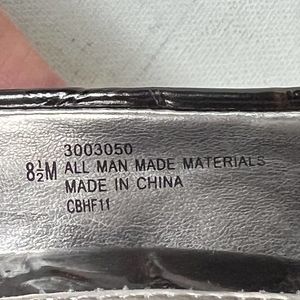 3003050
8½M ALL MAN MADE MATERIALS
MADE IN CHINA
CBHF11